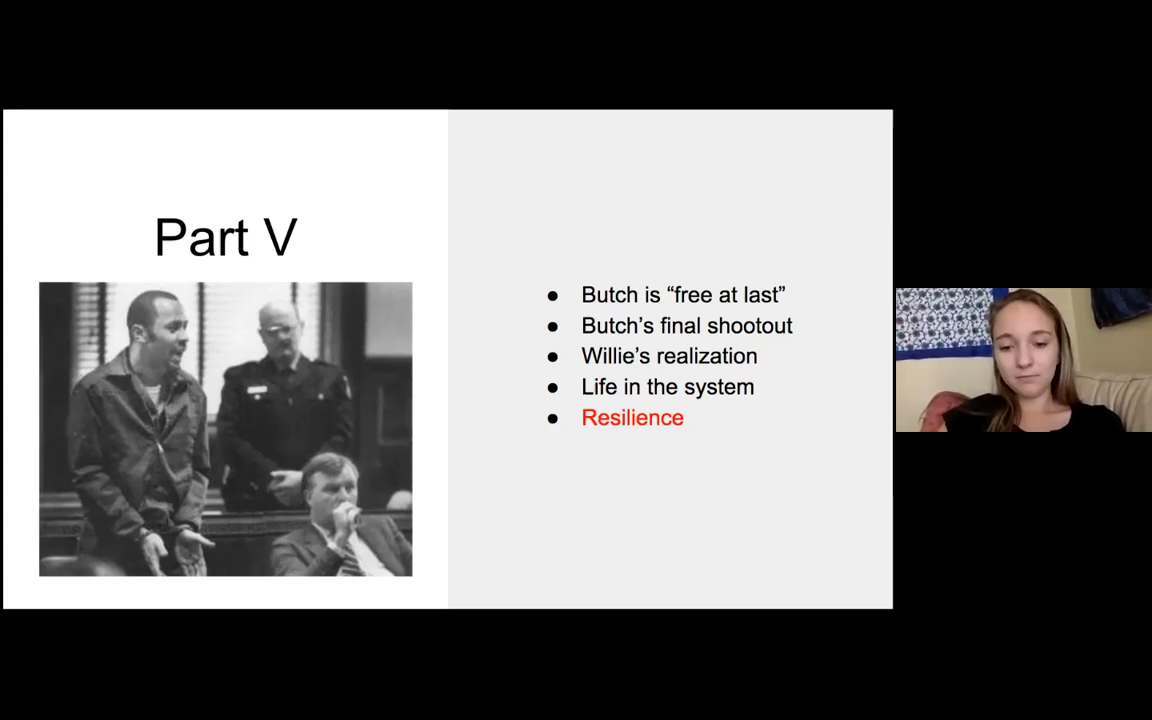 Part V
● Butch is “free at last”
● Butch’s final shootout
● Willie’s realization
● Life in the system
● Resilience